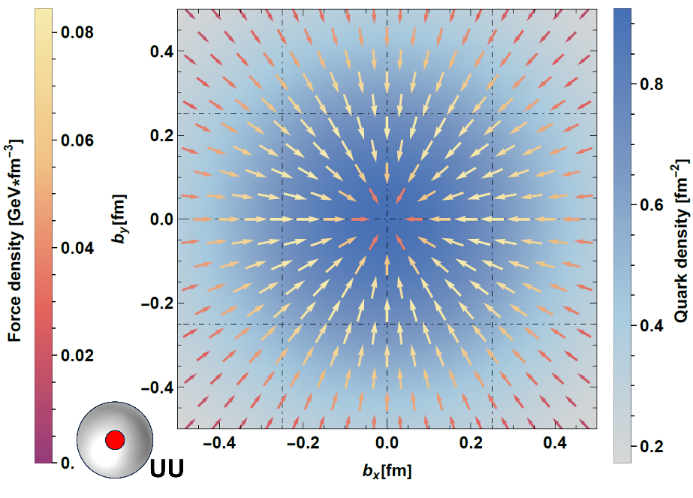 0.08
0.06
0.04
0.02
0.
Force density [GeV*fm⁻³]
0.4
0.2
0.0
−0.2
−0.4
b_y[fm]
−0.4 −0.2 0.0 0.2 0.4
b_x[fm]
0.8
0.6
0.4
0.2
Quark density [fm⁻²]
UU